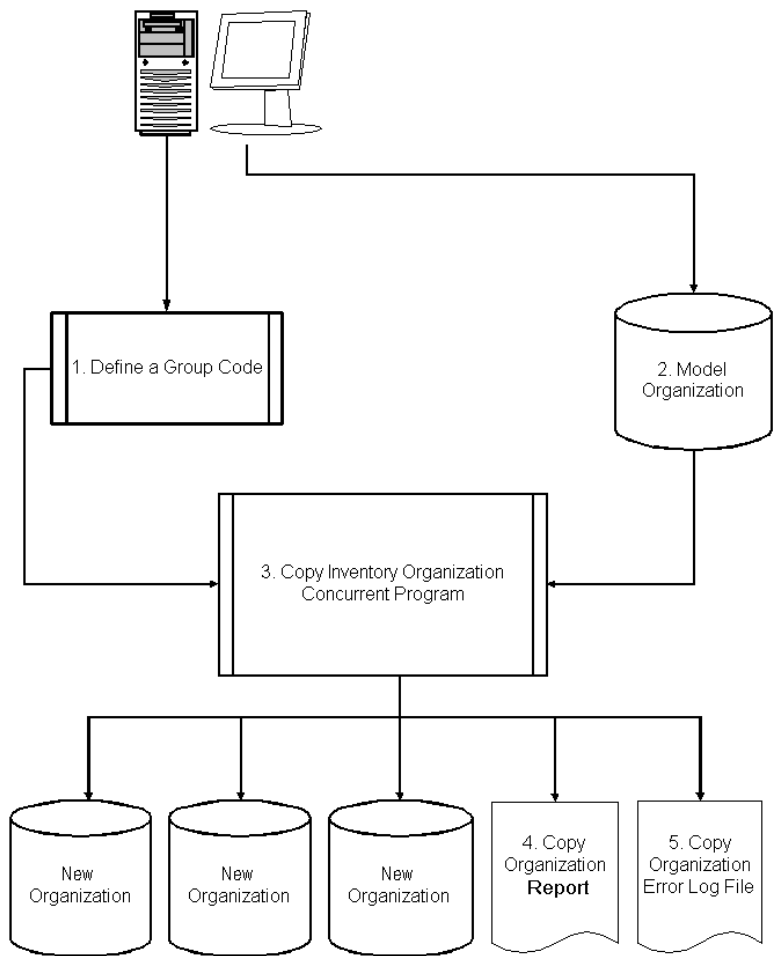 1. Define a Group Code
2. Model
Organization
3. Copy Inventory Organization
Concurrent Program
New
Organization
New
Organization
New
Organization
4. Copy
Organization
Report
5. Copy
Organization
Error Log File